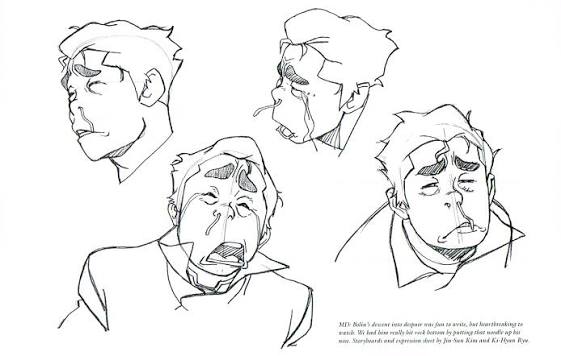 MD: Bolin's descent into despair was fun to write, but heartbreaking to
watch. We had him really hit rock bottom by putting that noodle up his
nose. Storyboards and expression duet by Jin-Sun Kim and Ki-Hyun Ryu.